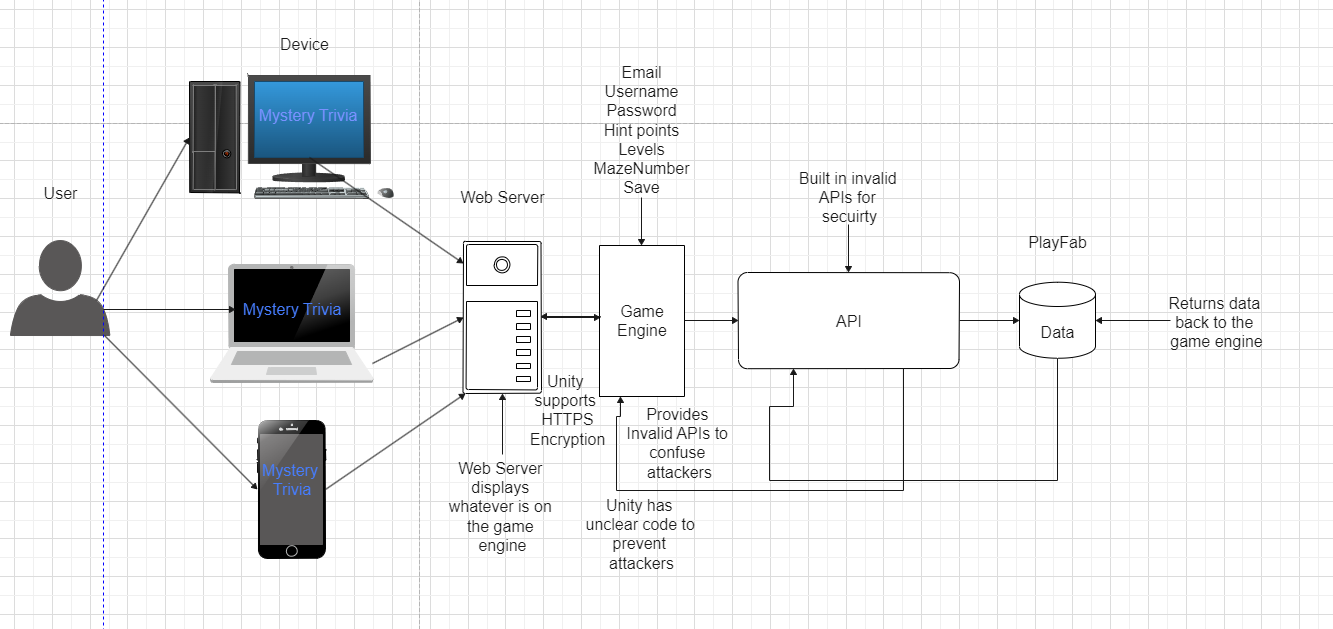 Device
Mystery Trivia
User
Mystery Trivia
Mystery
Trivia
Web Server
Web Server
displays
whatever is on
the game
engine
Unity
supports
HTTPS
Encryption
Email
Username
Password
Hint points
Levels
MazeNumber
Save
Game
Engine
Provides
Invalid APIs to
confuse
attackers
Unity has
unclear code to
prevent
attackers
Built in invalid
APIs for
secuirty
API
PlayFab
Data
Returns data
back to the
game engine